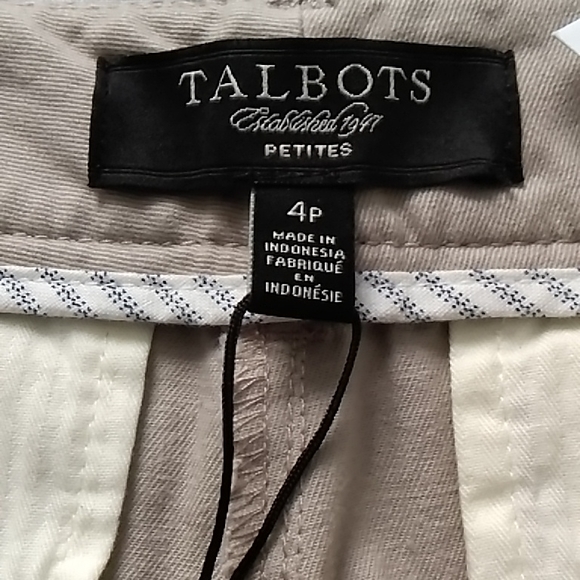 TALBOTS
Established 1947
PETITES
4P
MADE IN
INDONESIA
FABRIQUÉ
EN
INDONÉSIE